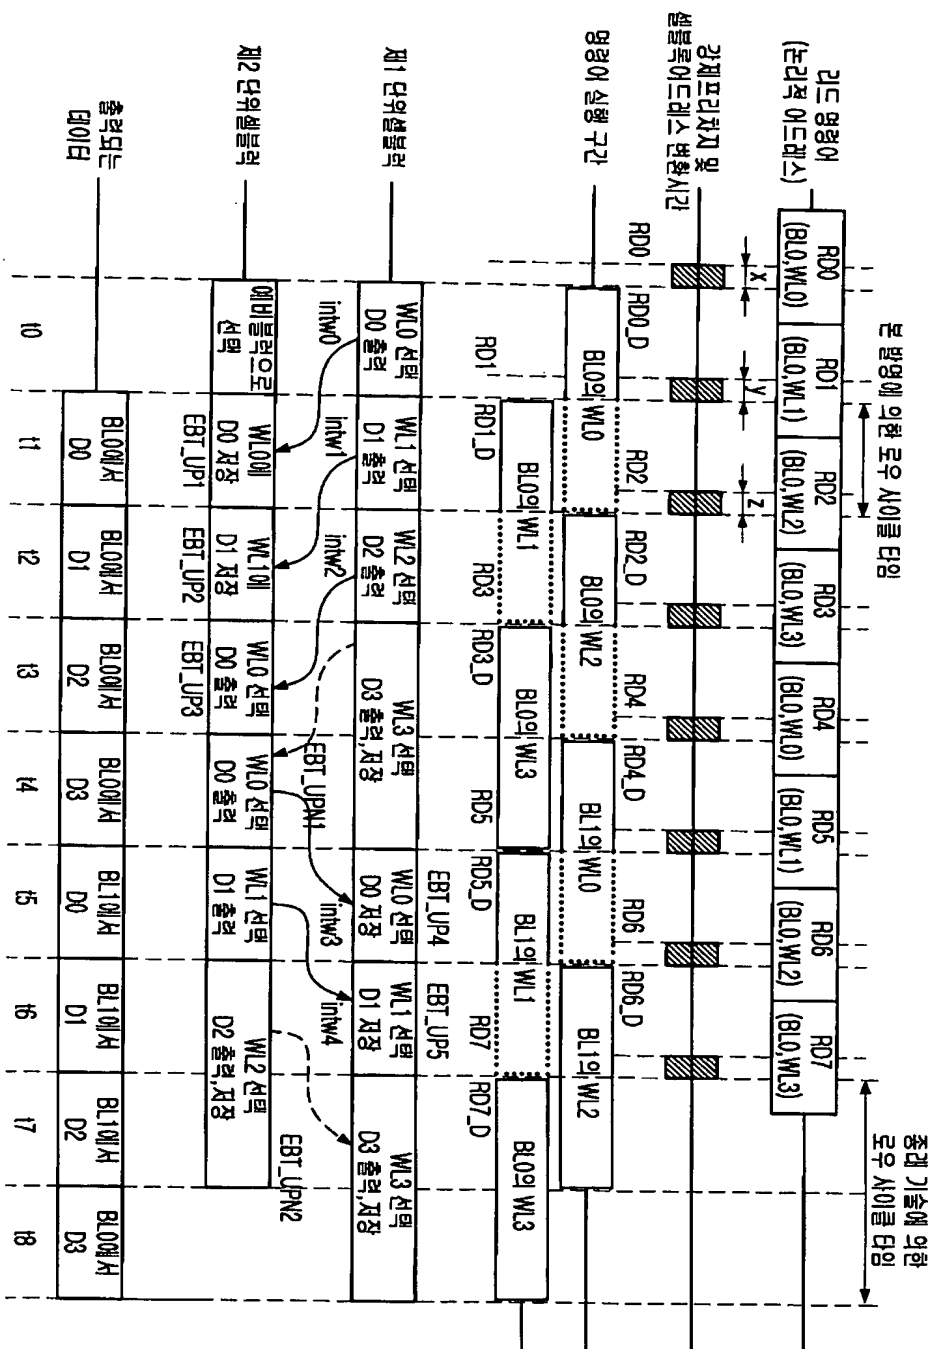 본 발명에 의한 로우 사이클 타임
종래 기술에 의한
로우 사이클 타임
리드 명령어
(논리적 어드레스)
RD0
(BL0,WL0)
RD1
(BL0,WL1)
RD2
(BL0,WL2)
RD3
(BL0,WL3)
RD4
(BL0,WL0)
RD5
(BL0,WL1)
RD6
(BL0,WL2)
RD7
(BL0,WL3)
강제프리차지 및
셀블록어드레스 변환시간
X
Y
Z
RD0
RD0_D
RD2
RD2_D
RD4
RD4_D
RD6
RD6_D
명령어 실행 구간
BL0의 WL0
BL0의 WL2
BL1의 WL0
BL1의 WL2
RD1
RD1_D
RD3
RD3_D
RD5
RD5_D
RD7
RD7_D
BL0의 WL1
BL0의 WL3
BL1의 WL1
BL0의 WL3
EBT_UP4
EBT_UP5
제1 단위셀블럭
WL0 선택
D0 출력
WL1 선택
D1 출력
WL2 선택
D2 출력
WL3 선택
D3 출력,저장
WL0 선택
D0 저장
WL1 선택
D1 저장
WL3 선택
D3 출력,저장
intw0
intw1
intw2
EBT_UPN1
intw3
intw4
EBT_UPN2
제2 단위셀블럭
예비블럭으로
선택
WL0에
D0 저장
WL1에
D1 저장
WL0 선택
D0 출력
WL0 선택
D0 출력
WL1 선택
D1 출력
WL2 선택
D2 출력,저장
EBT_UP1
EBT_UP2
EBT_UP3
출력되는
데이터
BL0에서
D0
BL0에서
D1
BL0에서
D2
BL0에서
D3
BL1에서
D0
BL1에서
D1
BL1에서
D2
BL0에서
D3
t0
t1
t2
t3
t4
t5
t6
t7
t8